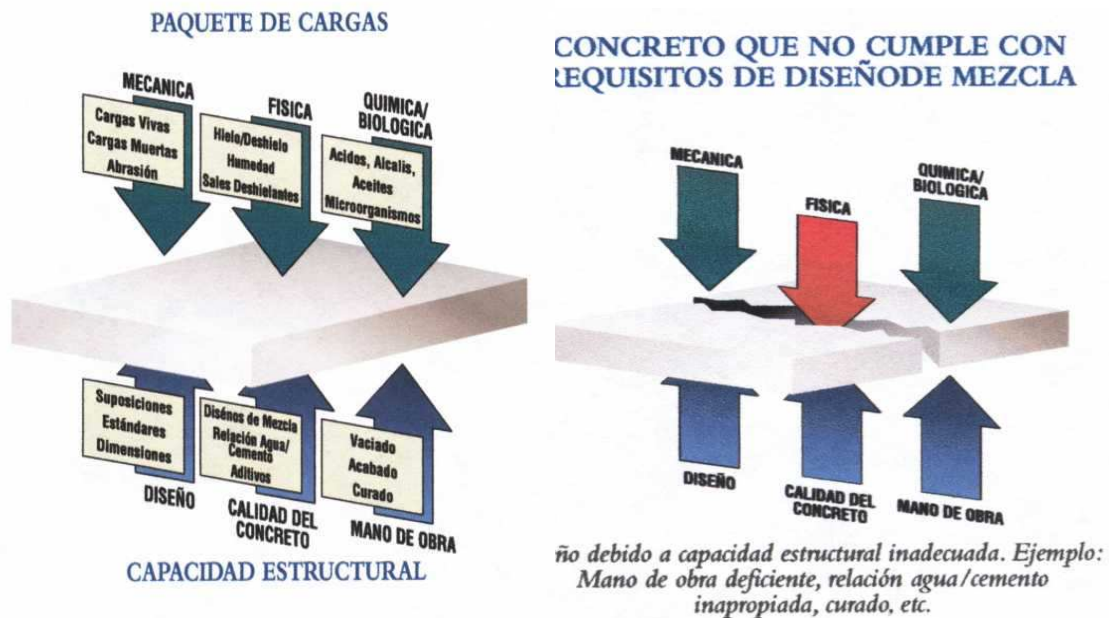 PAQUETE DE CARGAS
MECANICA
Cargas Vivas
Cargas Muertas
Abrasión
FISICA
Hielo/Deshielo
Humedad
Sales Deshielantes
QUIMICA/
BIOLOGICA
Acidos, Alcalis,
Aceites
Microorganismos
Suposiciones
Estándares
Dimensiones
DISEÑO
Disénos de Mezcla
Relación Agua/
Cemento
Aditivos
CALIDAD DEL
CONCRETO
Vaciado
Acabado
Curado
MANO DE OBRA
CAPACIDAD ESTRUCTURAL
CONCRETO QUE NO CUMPLE CON
EQUISITOS DE DISEÑODE MEZCLA
MECANICA
FISICA
QUIMICA/
BIOLOGICA
DISEÑO
CALIDAD DEL
CONCRETO
MANO DE OBRA
ño debido a capacidad estructural inadecuada. Ejemplo:
Mano de obra deficiente, relación agua/cemento
inapropiada, curado, etc.